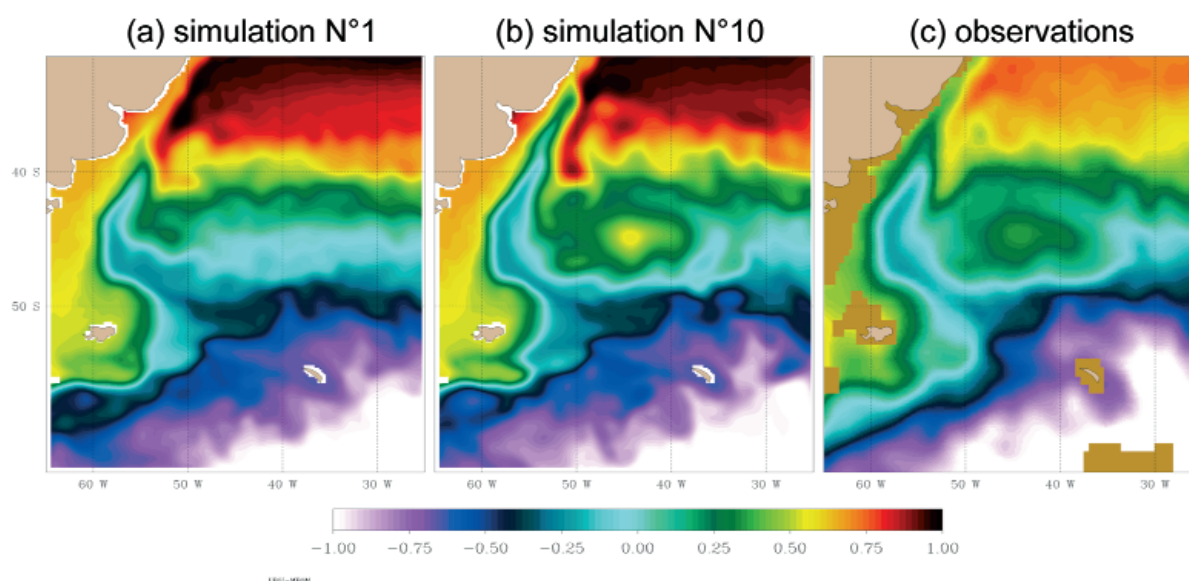 (a) simulation N°1 (b) simulation N°10 (c) observations
40 S
50 S
60 W 50 W 40 W 30 W 60 W 50 W 40 W 30 W 60 W 50 W 40 W 30 W
−1.00 −0.75 −0.50 −0.25 0.00 0.25 0.50 0.75 1.00